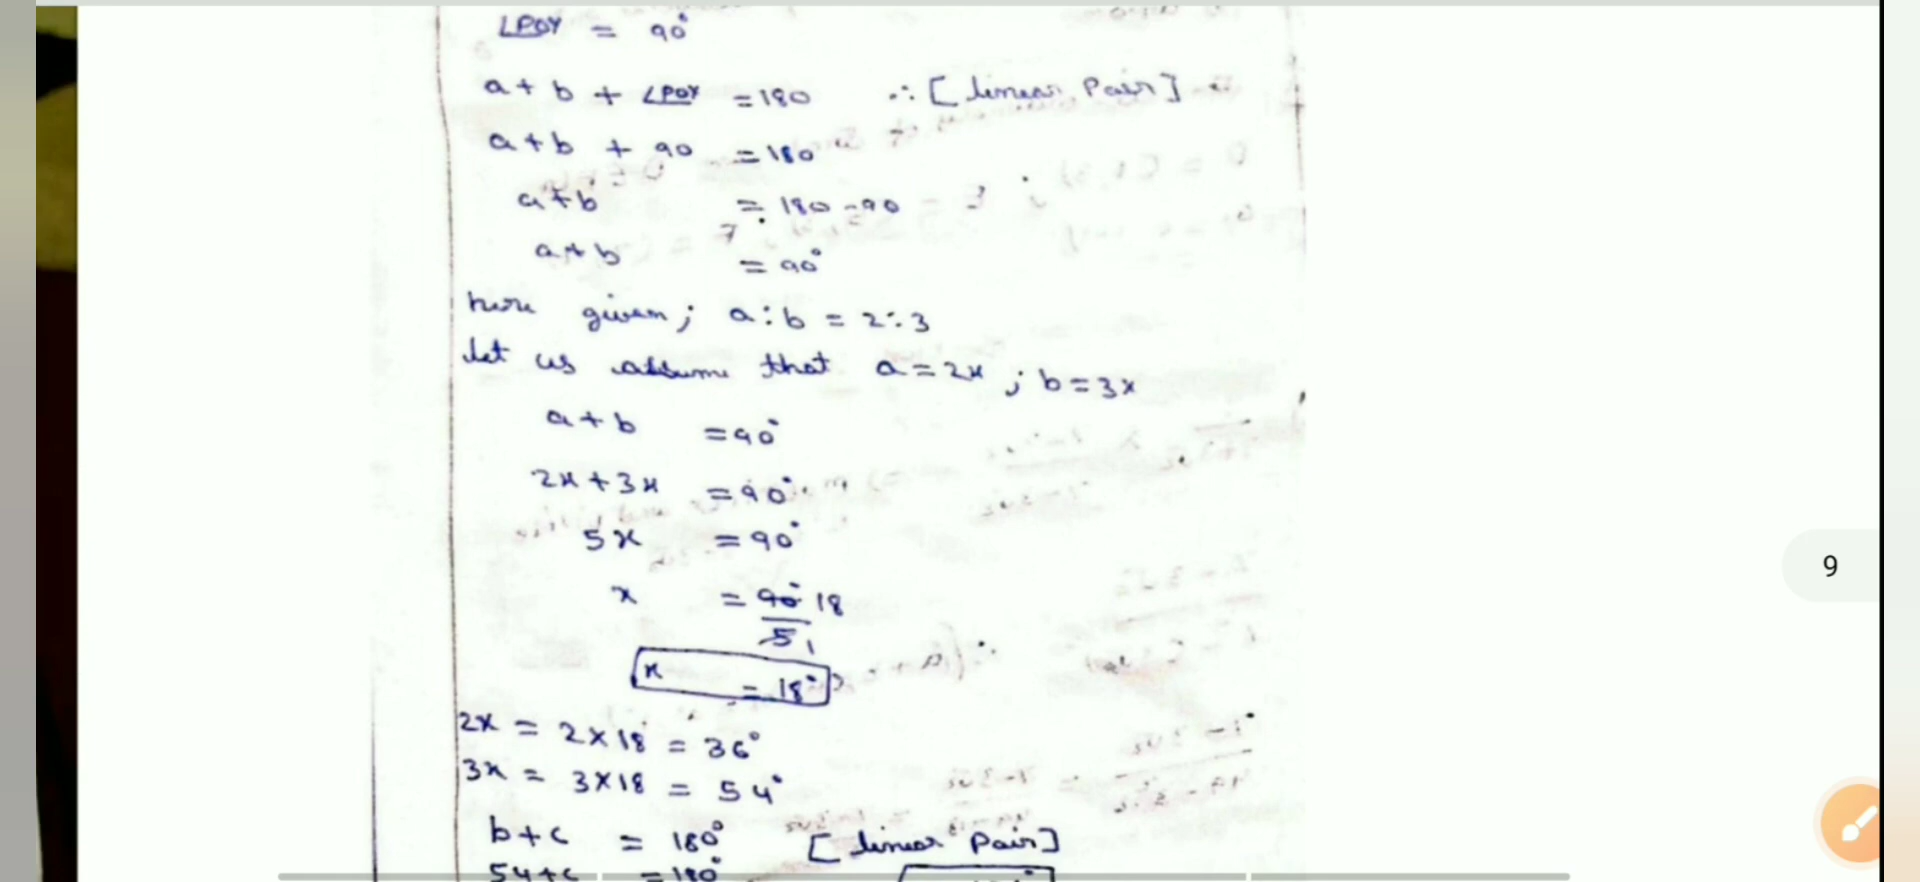 ∠POY = 90°
a + b + ∠POY = 180 ∴ [linear Pair]
a + b + 90 = 180
a + b = 180 - 90
a + b = 90°
here given; a : b = 2 : 3
let us assume that a = 2x ; b = 3x
a + b = 90°
2x + 3x = 90°
5x = 90°
x = 90° 18
5 1
x = 18°
2x = 2 × 18 = 36°
3x = 3 × 18 = 54°
b + c = 180° [linear Pair]
54 + c = 180°
9